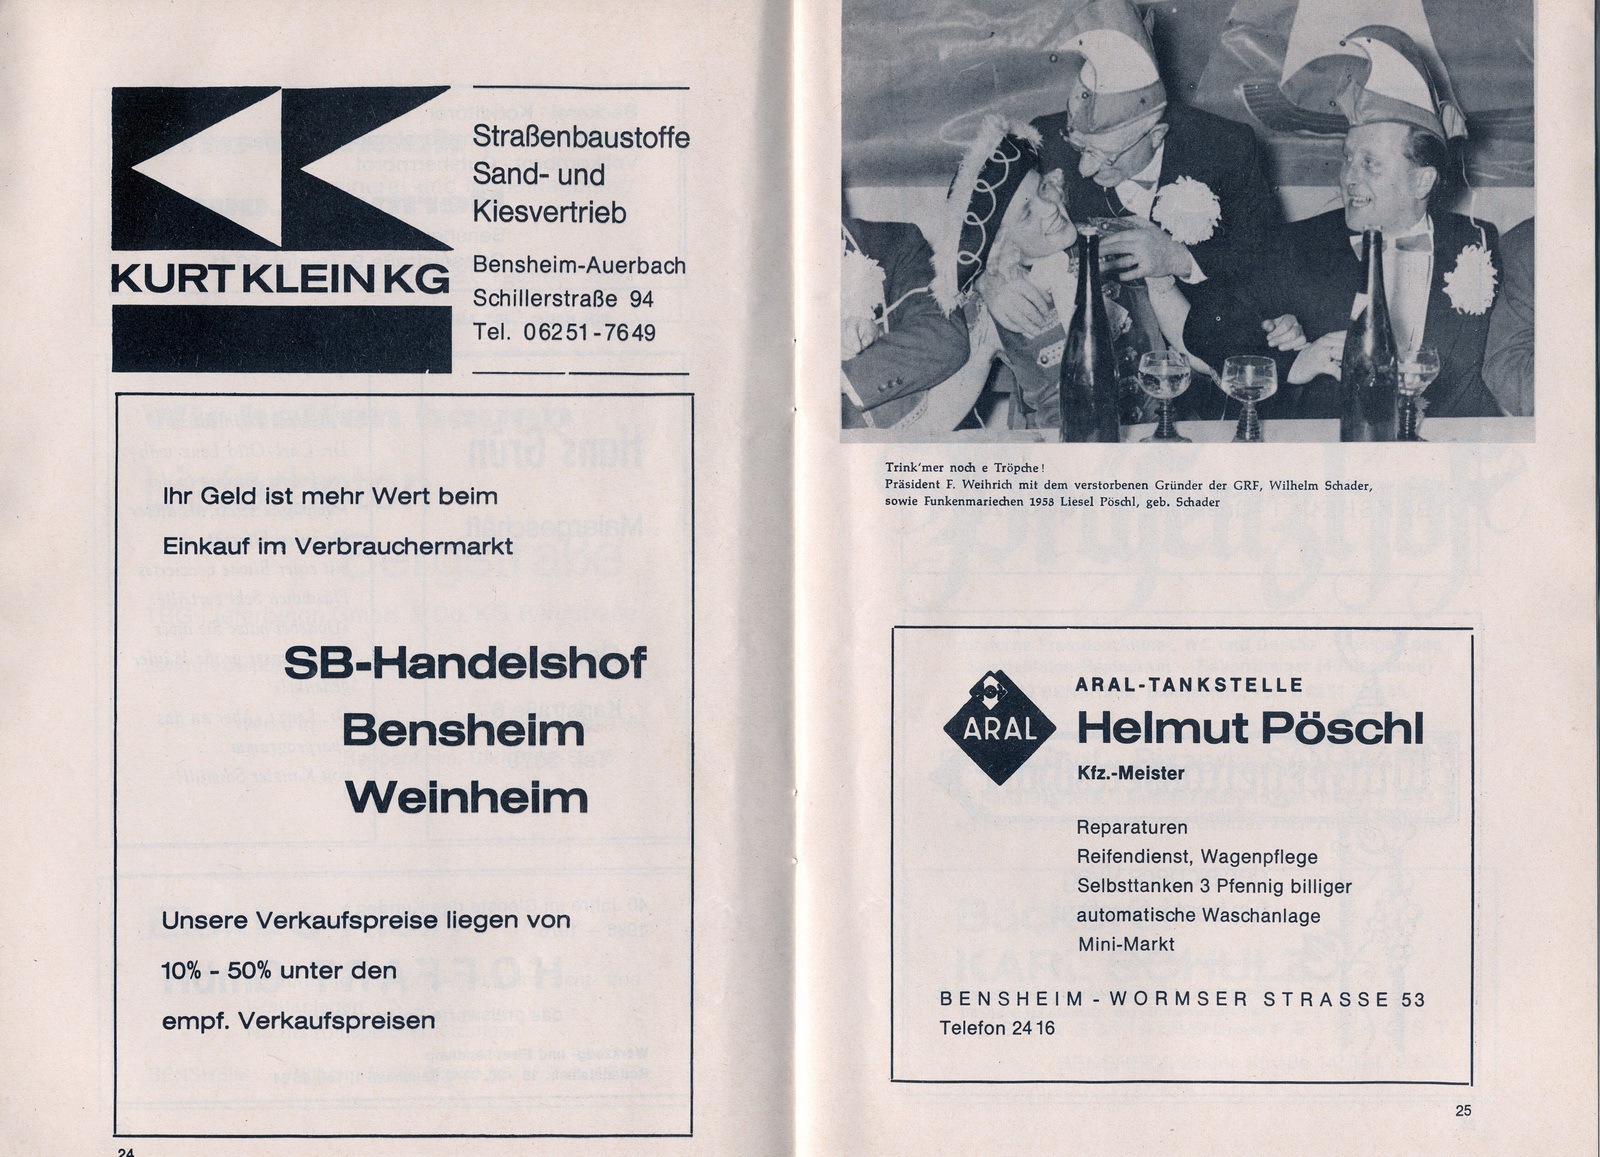 Straßenbaustoffe
Sand- und
Kiesvertrieb
KURT KLEIN KG
Bensheim-Auerbach
Schillerstraße 94
Tel. 06251-7649
Ihr Geld ist mehr Wert beim
Einkauf im Verbrauchermarkt
SB-Handelshof
Bensheim
Weinheim
Unsere Verkaufspreise liegen von
10% - 50% unter den
empf. Verkaufspreisen
24
Trink'mer noch e Tröpche!
Präsident F. Weihrich mit dem verstorbenen Gründer der GRF, Wilhelm Schader,
sowie Funkenmariechen 1958 Liesel Pöschl, geb. Schader
ARAL
ARAL-TANKSTELLE
Helmut Pöschl
Kfz.-Meister
Reparaturen
Reifendienst, Wagenpflege
Selbsttanken 3 Pfennig billiger
automatische Waschanlage
Mini-Markt
BENSHEIM - WORMSER STRASSE 53
Telefon 2416
25